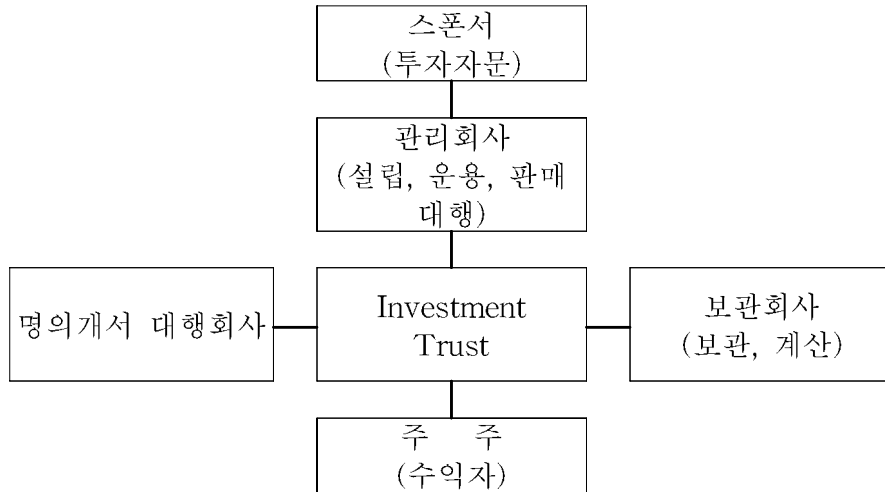 스폰서
(투자자문)
관리회사
(설립, 운용, 판매
대행)
명의개서 대행회사
Investment
Trust
보관회사
(보관, 계산)
주 주
(수익자)